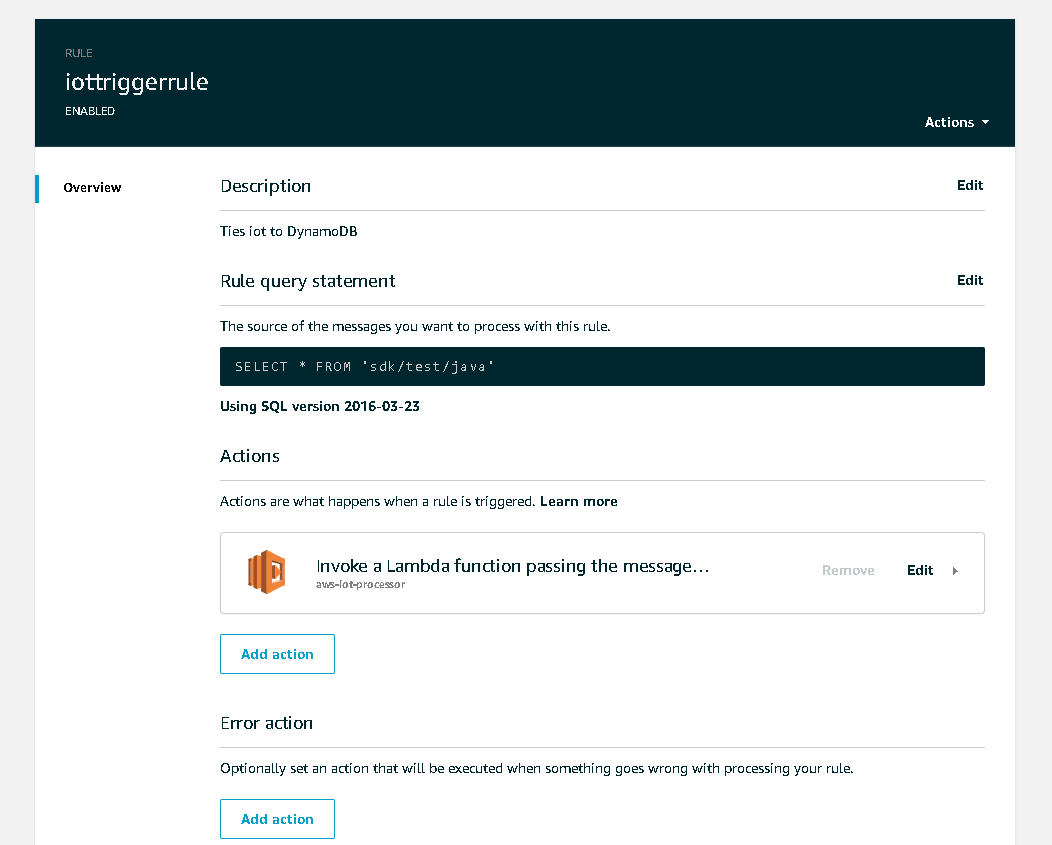 RULE
iottriggerrule
ENABLED
Actions
Overview
Description
Edit
Ties iot to DynamoDB
Rule query statement
Edit
The source of the messages you want to process with this rule.
SELECT * FROM 'sdk/test/java'
Using SQL version 2016-03-23
Actions
Actions are what happens when a rule is triggered. Learn more
Invoke a Lambda function passing the message...
aws-iot-processor
Remove
Edit
Add action
Error action
Optionally set an action that will be executed when something goes wrong with processing your rule.
Add action